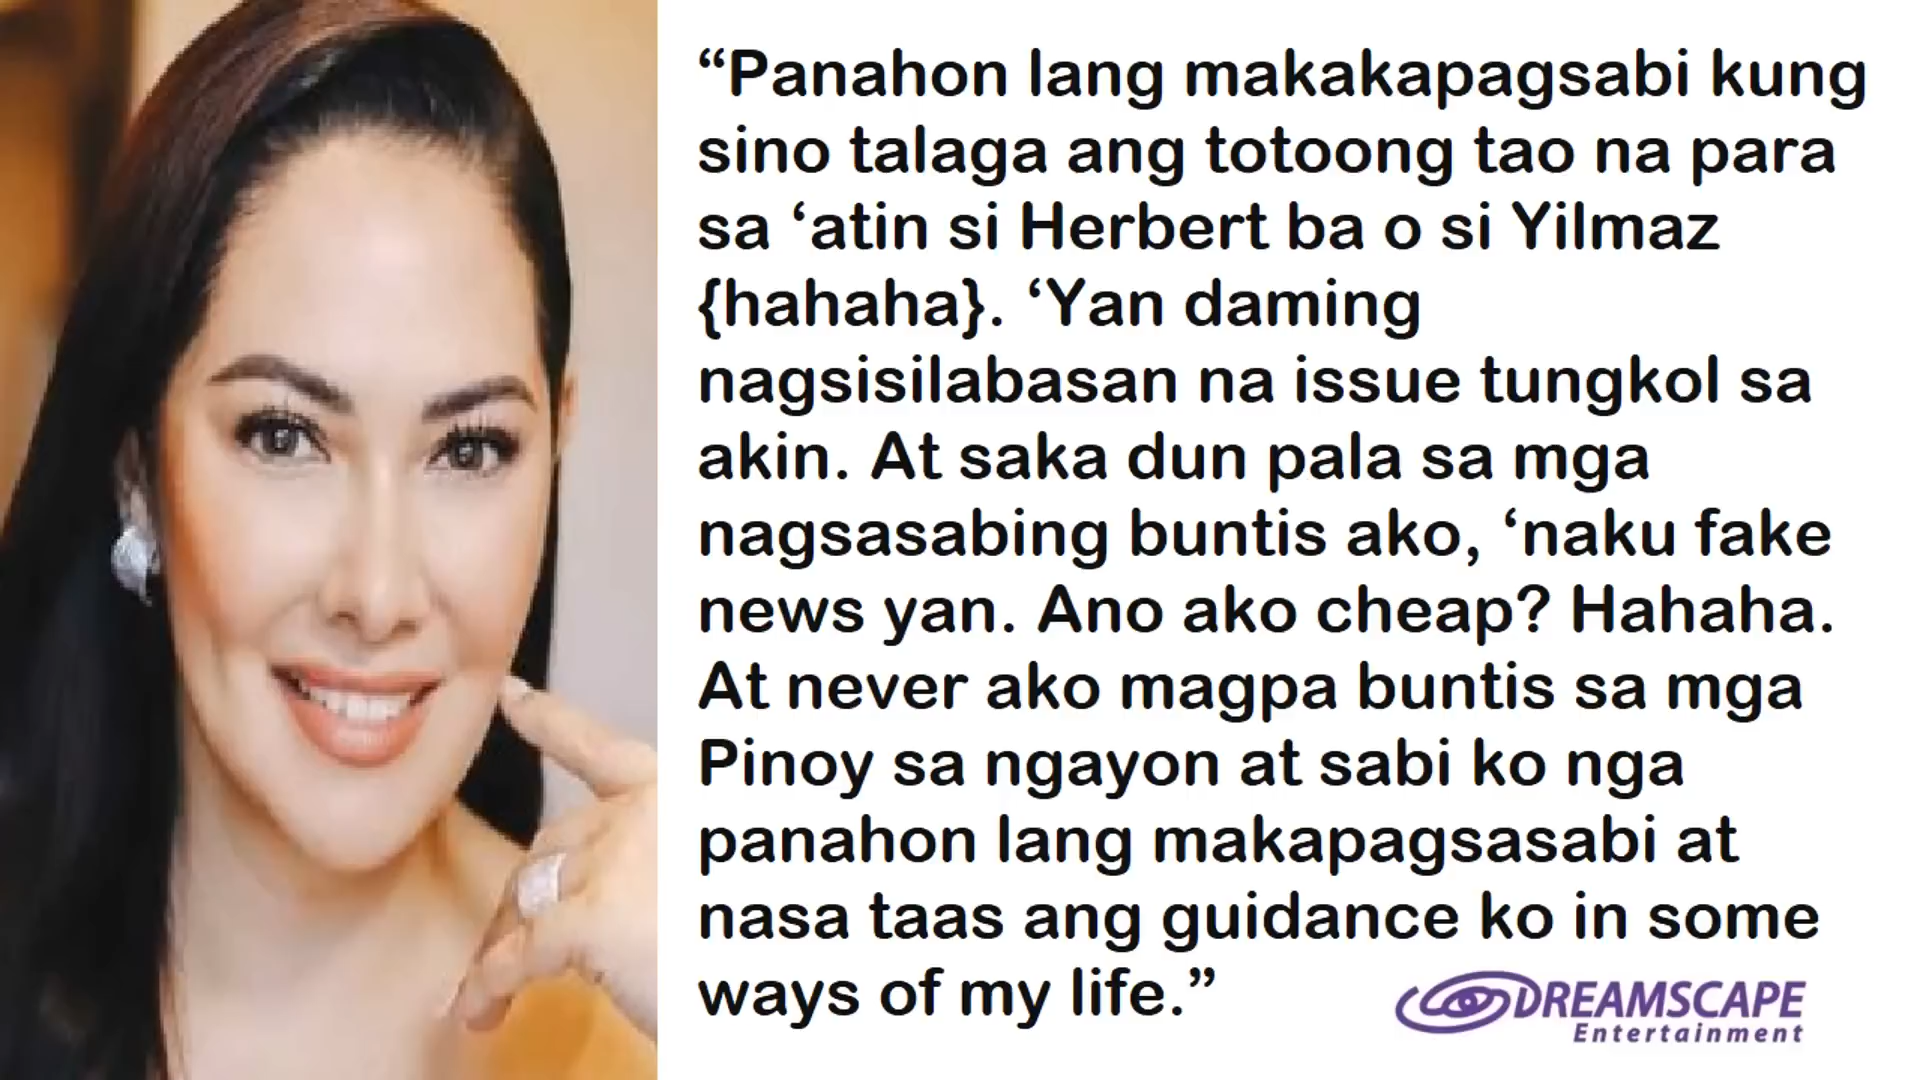 “Panahon lang makakapagsabi kung
sino talaga ang totoong tao na para
sa ‘atin si Herbert ba o si Yilmaz
{hahaha}. ‘Yan daming
nagsisilabasan na issue tungkol sa
akin. At saka dun pala sa mga
nagsasabing buntis ako, ‘naku fake
news yan. Ano ako cheap? Hahaha.
At never ako magpa buntis sa mga
Pinoy sa ngayon at sabi ko nga
panahon lang makapagsasabi at
nasa taas ang guidance ko in some
ways of my life.”
DREAMSCAPE
Entertainment